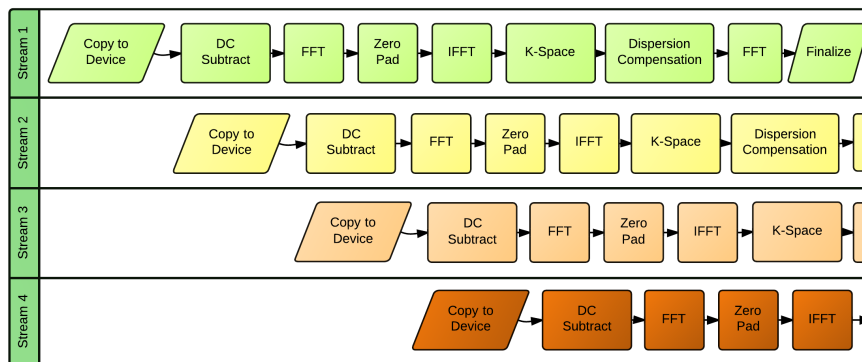 Stream 1
Copy to
Device
DC
Subtract
FFT
Zero
Pad
IFFT
K-Space
Dispersion
Compensation
FFT
Finalize
Stream 2
Copy to
Device
DC
Subtract
FFT
Zero
Pad
IFFT
K-Space
Dispersion
Compensation
Stream 3
Copy to
Device
DC
Subtract
FFT
Zero
Pad
IFFT
K-Space
Stream 4
Copy to
Device
DC
Subtract
FFT
Zero
Pad
IFFT